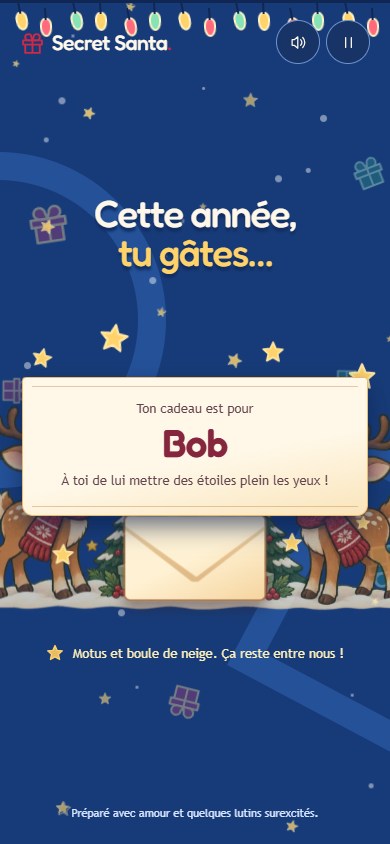 Secret Santa.
Cette année,
tu gâtes...
Ton cadeau est pour
Bob
À toi de lui mettre des étoiles plein les yeux !
Motus et boule de neige. Ça reste entre nous !
Préparé avec amour et quelques lutins surexcités.